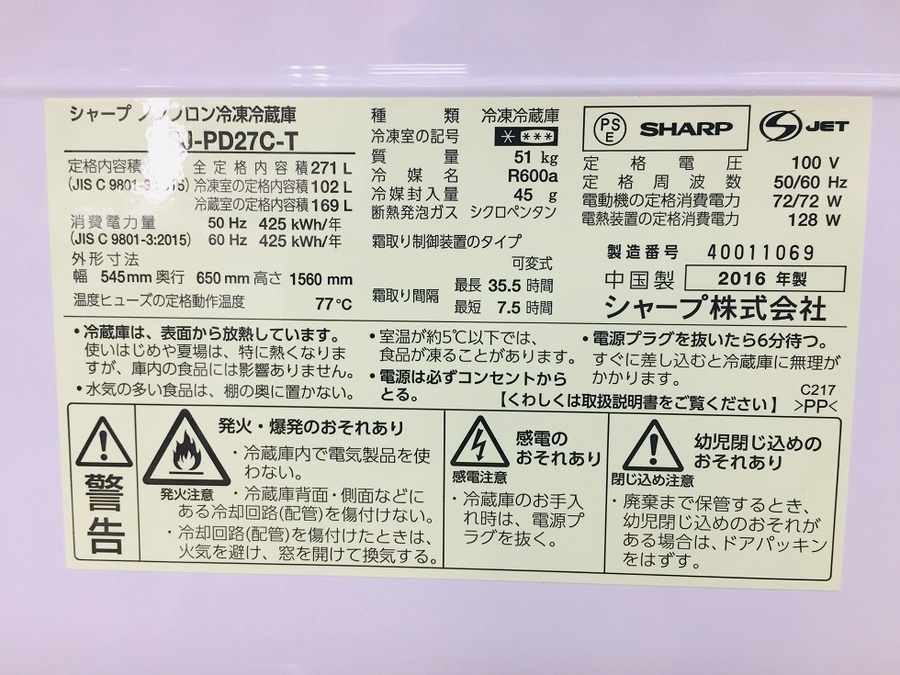 シャープ ノンフロン冷凍冷蔵庫
J-PD27C-T
定格内容積 全定格内容積 271 L
(JIS C 9801-3:2015) 冷凍室の定格内容積 102 L
冷蔵室の定格内容積 169 L
消費電力量 50 Hz 425 kWh/年
(JIS C 9801-3:2015) 60 Hz 425 kWh/年
外形寸法
幅 545mm 奥行 650mm 高さ 1560 mm
温度ヒューズの定格動作温度 77℃
種類 冷凍冷蔵庫
冷凍室の記号 * ***
質量 51 kg
冷媒名 R600a
冷媒封入量 45 g
断熱発泡ガス シクロペンタン
霜取り制御装置のタイプ
可変式
霜取り間隔 最長 35.5 時間
最短 7.5 時間
PSE SHARP JET
定格電圧 100 V
定格周波数 50/60 Hz
電動機の定格消費電力 72/72 W
電熱装置の定格消費電力 128 W
製造番号 40011069
中国製 2016 年製
シャープ株式会社
・冷蔵庫は、表面から放熱しています。
使いはじめや夏場は、特に熱くなりま
すが、庫内の食品には影響ありません。
・水気の多い食品は、棚の奥に置かない。
・室温が約5℃以下では、
食品が凍ることがあります。
・電源は必ずコンセントから
とる。
・電源プラグを抜いたら6分待つ。
すぐに差し込むと冷蔵庫に無理が
かかります。
【くわしくは取扱説明書をご覧ください】
C217
>PP<
警告
発火・爆発のおそれあり
発火注意
・冷蔵庫内で電気製品を使
わない。
・冷蔵庫背面・側面などに
ある冷却回路(配管)を傷付けない。
・冷却回路(配管)を傷付けたときは、
火気を避け、窓を開けて換気する。
感電の
おそれあり
感電注意
・冷蔵庫のお手入
れ時は、電源プ
ラグを抜く。
幼児閉じ込めの
おそれあり
閉じ込め注意
・廃棄まで保管するとき、
幼児閉じ込めのおそれが
ある場合は、ドアパッキン
をはずす。